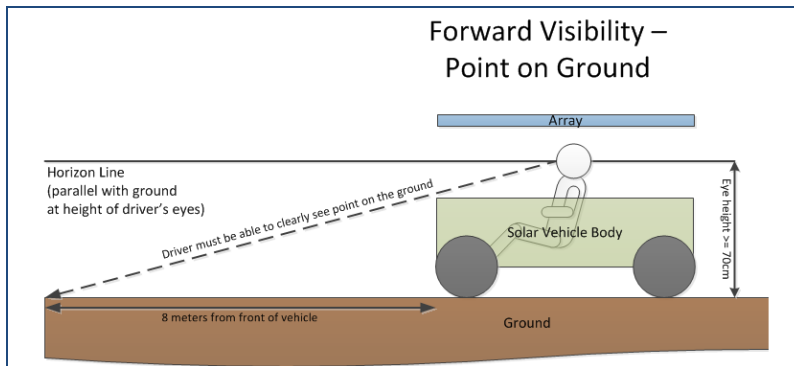 Forward Visibility –
Point on Ground
Array
Horizon Line
(parallel with ground
at height of driver's eyes)
Driver must be able to clearly see point on the ground
Eye height >= 70cm
Solar Vehicle Body
8 meters from front of vehicle
Ground